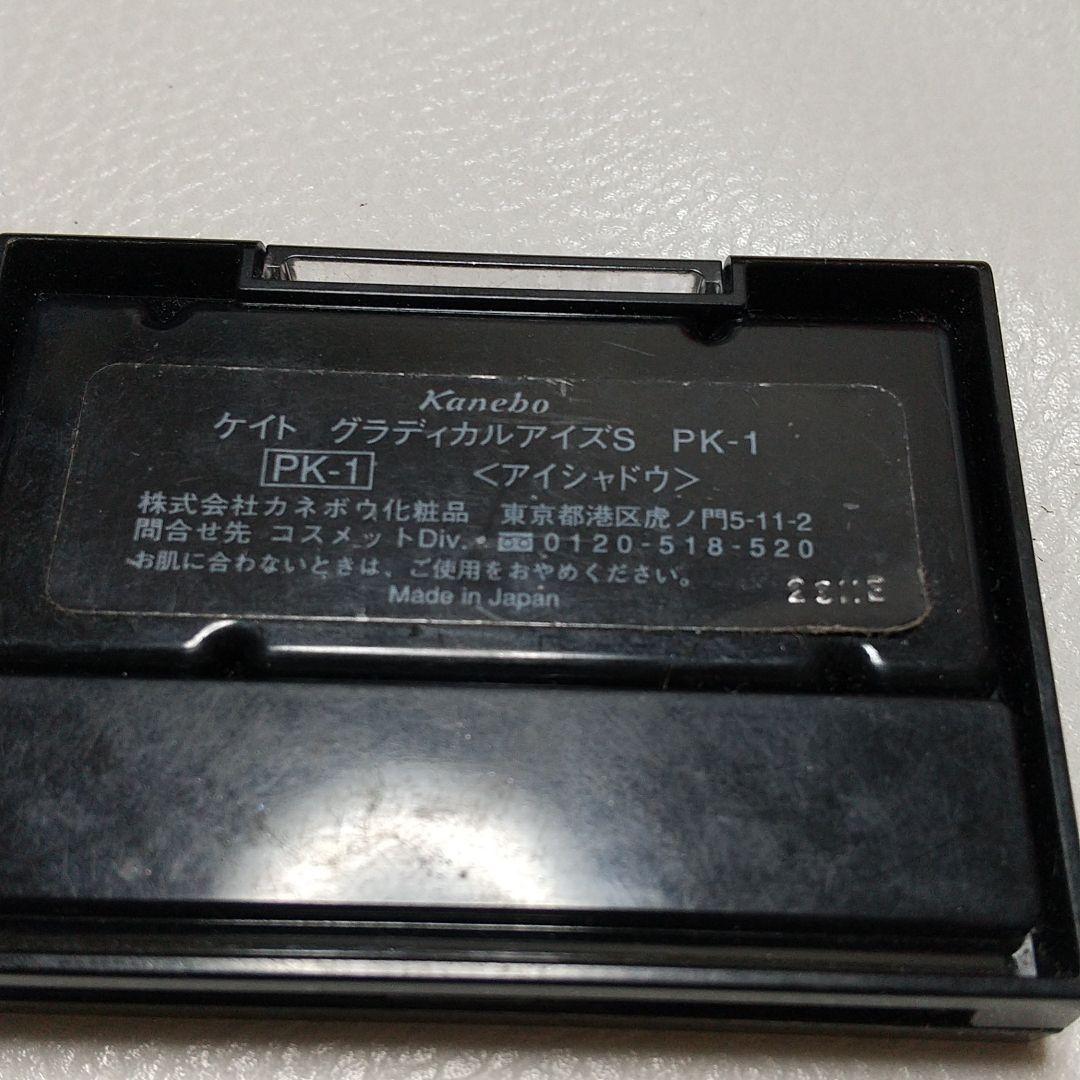 Kanebo
ケイト グラディカルアイズS PK-1
PK-1 <アイシャドウ>
株式会社カネボウ化粧品 東京都港区虎ノ門5-11-2
問合せ先 コスメットDiv.・0120-518-520
お肌に合わないときは、ご使用をおやめください。
Made in Japan